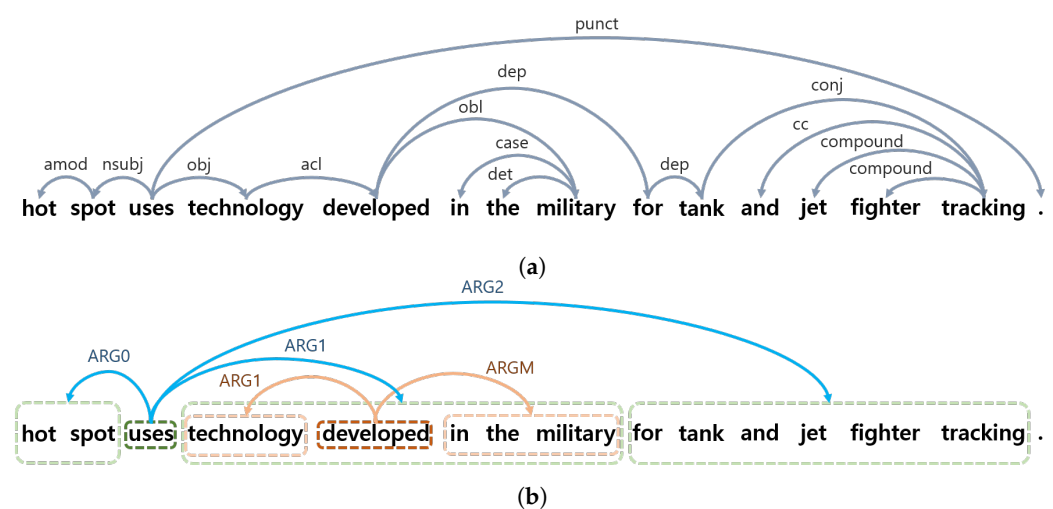 punct
dep
conj
obl
cc
case
compound
amod nsubj obj acl det dep compound
hot spot uses technology developed in the military for tank and jet fighter tracking .
(a)
ARG2
ARG0 ARG1
ARG1 ARGM
hot spot uses technology developed in the military for tank and jet fighter tracking .
(b)